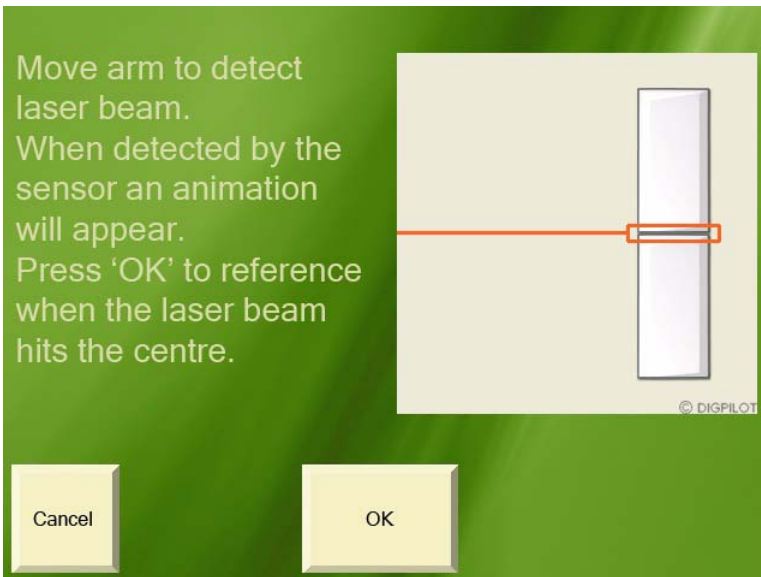 Move arm to detect
laser beam.
When detected by the
sensor an animation
will appear.
Press ‘OK’ to reference
when the laser beam
hits the centre.
© DIGPILOT
Cancel
OK